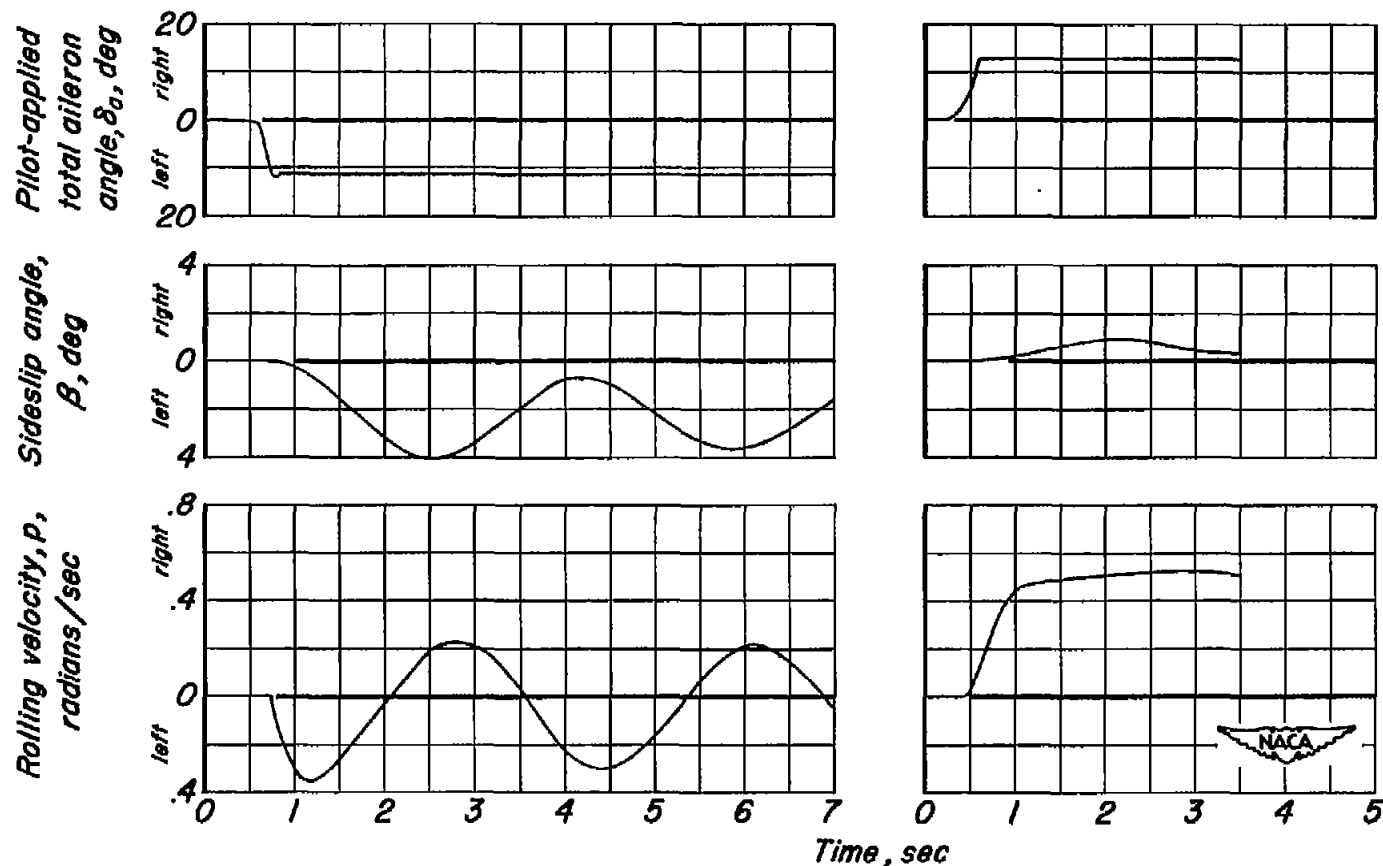 Pilot-applied
total aileron
angle, δa, deg
20
right
0
left
20
Sideslip angle,
β, deg
4
right
0
left
4
Rolling velocity, p,
radians/sec
.8
right
.4
0
left
.4
0 1 2 3 4 5 6 7
0 1 2 3 4 5
Time, sec
NACA